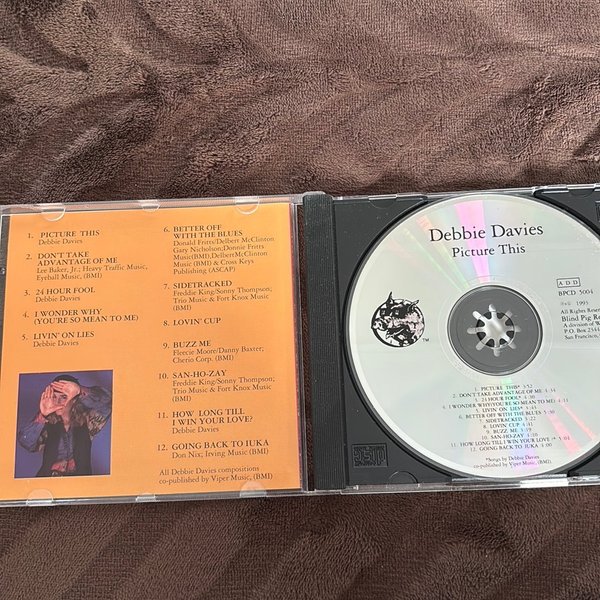 1. PICTURE THIS
Debbie Davies
2. DON'T TAKE
ADVANTAGE OF ME
Lee Baker, Jr.; Heavy Traffic Music,
Eyeball Music, (BMI)
3. 24 HOUR FOOL
Debbie Davies
4. I WONDER WHY
(YOU'RE SO MEAN TO ME)
5. LIVIN' ON LIES
Debbie Davies
6. BETTER OFF
WITH THE BLUES
Donald Fritts/Delbert McClinton
Gary Nicholson;Donnie Fritts
Music(BMI),DelbertMcClinton
Music (BMI) & Cross Keys
Publishing (ASCAP)
7. SIDETRACKED
Freddie King/Sonny Thompson;
Trio Music & Fort Knox Music
(BMI)
8. LOVIN' CUP
9. BUZZ ME
Fleecie Moore/Danny Baxter;
Cherio Corp. (BMI)
10. SAN-HO-ZAY
Freddie King/Sonny Thompson;
Trio Music & Fort Knox Music
(BMI)
11. HOW LONG TILL
I WIN YOUR LOVE?
Debbie Davies
12. GOING BACK TO IUKA
Don Nix; Irving Music (BMI)
All Debbie Davies compositions
co-published by Viper Music, (BMI)
Debbie Davies
Picture This
A D D
BPCD 5004
1993
All Rights Reser
Blind Pig Re
A division of W
P.O. Box 2344
San Francisco,
TM
1. PICTURE THIS* 3:52
2. DON'T TAKE ADVANTAGE OF ME
3. 24 HOUR FOOL* 4:30
4. I WONDER WHY(YOU'RE SO MEAN TO ME)
5. LIVIN' ON LIES*
6. BETTER OFF WITH THE BLUES
7. SIDETRACKED
8. LOVIN' CUP
9. BUZZ ME
10. SAN-HO-ZAY
11. HOW LONG TILL I WIN YOUR LOVE ?*
12. GOING BACK TO IUKA
*Songs by Debbie Davies
co-published by Viper Music, (BMI)